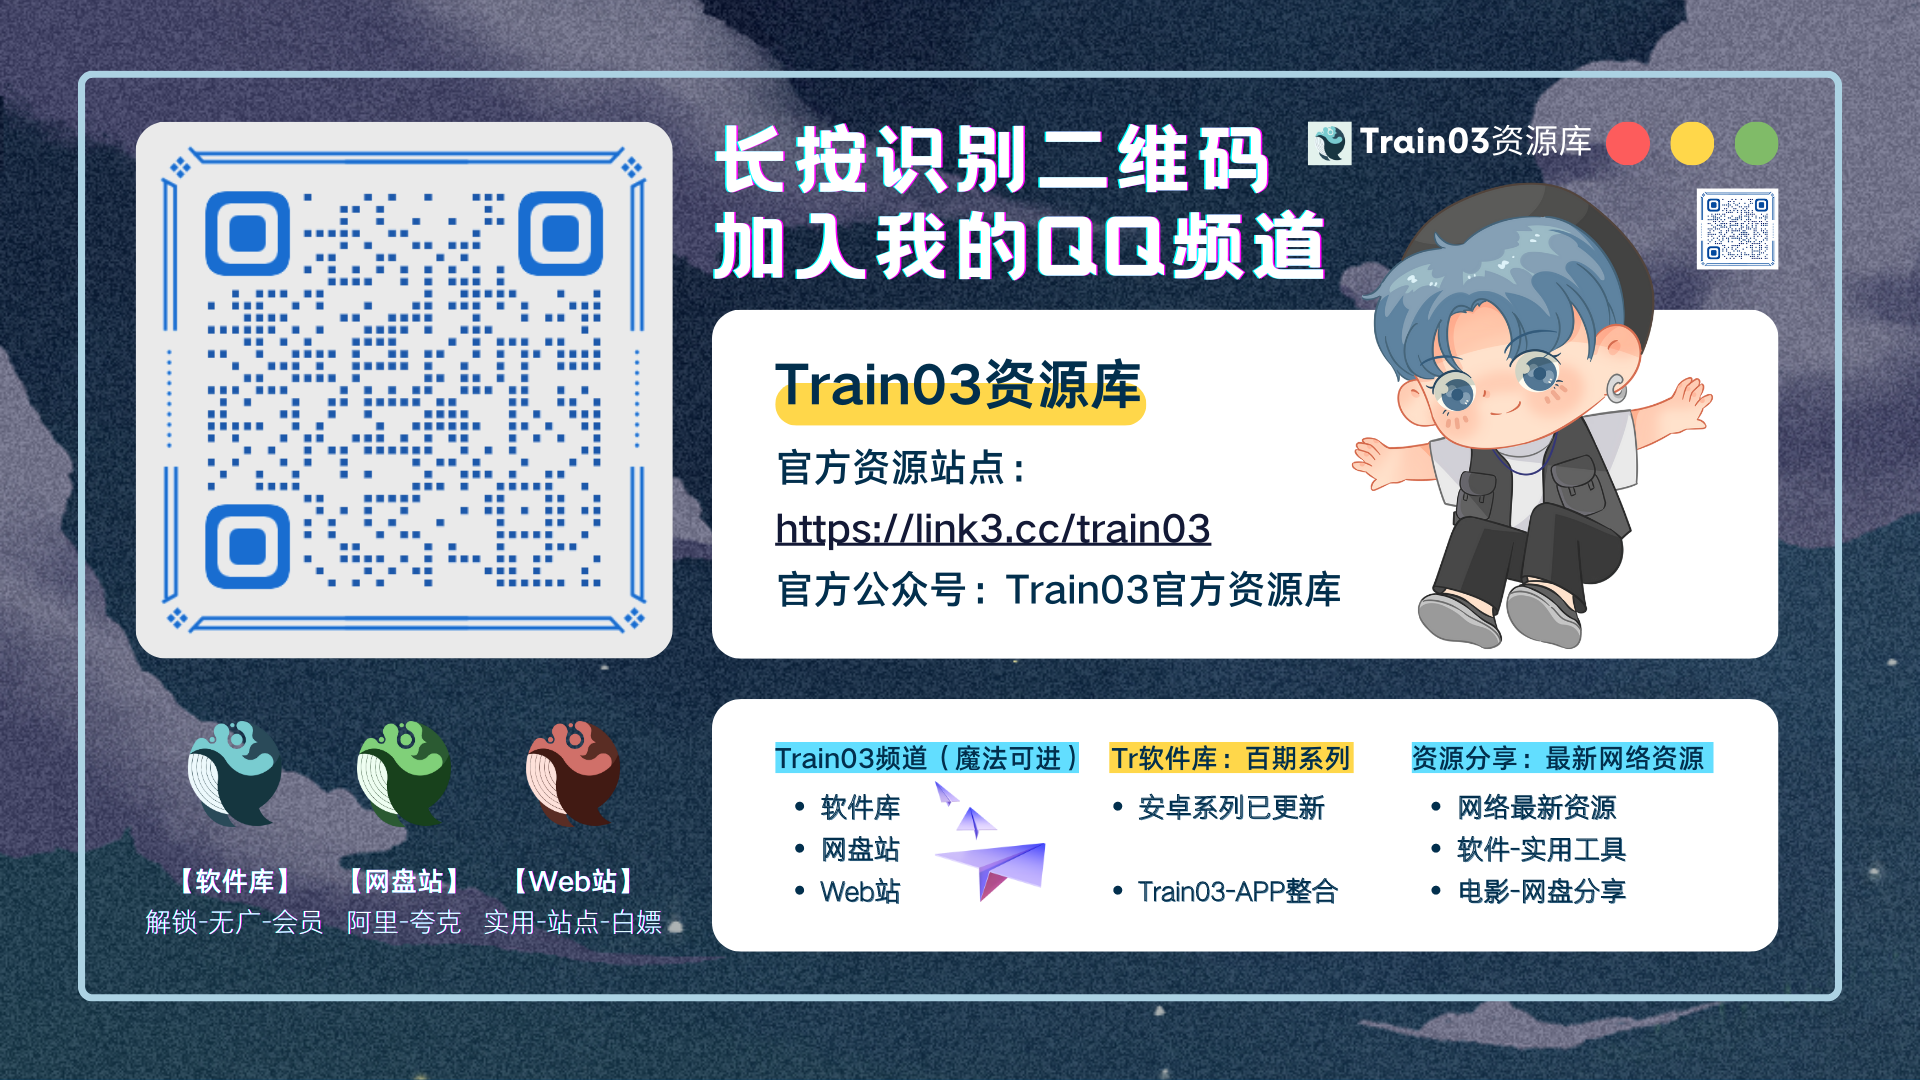 长按识别二维码
加入我的QQ频道
Train03资源库
Train03资源库
官方资源站点：
https://link3.cc/train03
官方公众号：Train03官方资源库
【软件库】
解锁-无广-会员
【网盘站】
阿里-夸克
【Web站】
实用-站点-白嫖
Train03频道（魔法可进）
软件库
网盘站
Web站
Tr软件库：百期系列
安卓系列已更新
Train03-APP整合
资源分享：最新网络资源
网络最新资源
软件-实用工具
电影-网盘分享